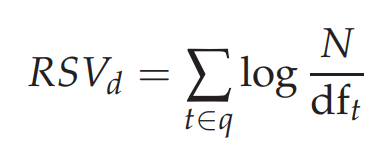 RSV_d = ∑_{t∈q} log N/df_t